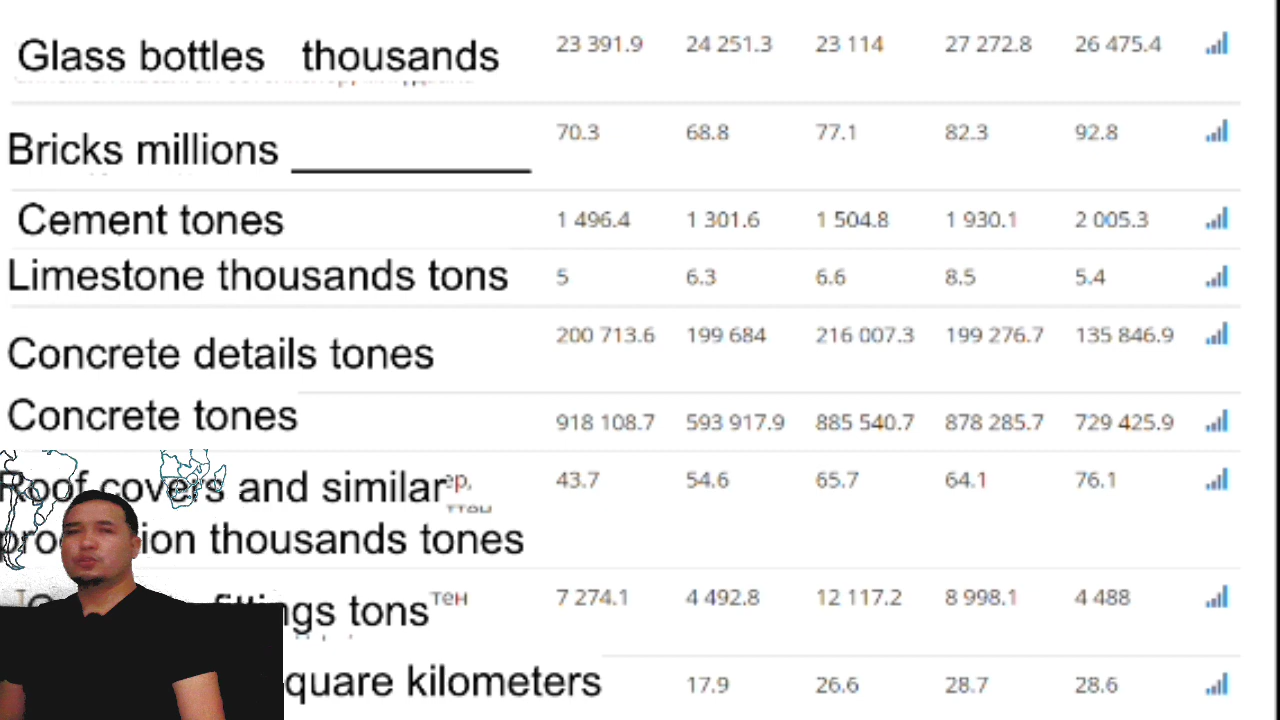 Glass bottles thousands 23 391.9 24 251.3 23 114 27 272.8 26 475.4
Bricks millions 70.3 68.8 77.1 82.3 92.8
Cement tones 1 496.4 1 301.6 1 504.8 1 930.1 2 005.3
Limestone thousands tons 5 6.3 6.6 8.5 5.4
Concrete details tones 200 713.6 199 684 216 007.3 199 276.7 135 846.9
Concrete tones 918 108.7 593 917.9 885 540.7 878 285.7 729 425.9
Roof covers and similar 43.7 54.6 65.7 64.1 76.1
thousands tones
tons 7 274.1 4 492.8 12 117.2 8 998.1 4 488
kilometers 17.9 26.6 28.7 28.6